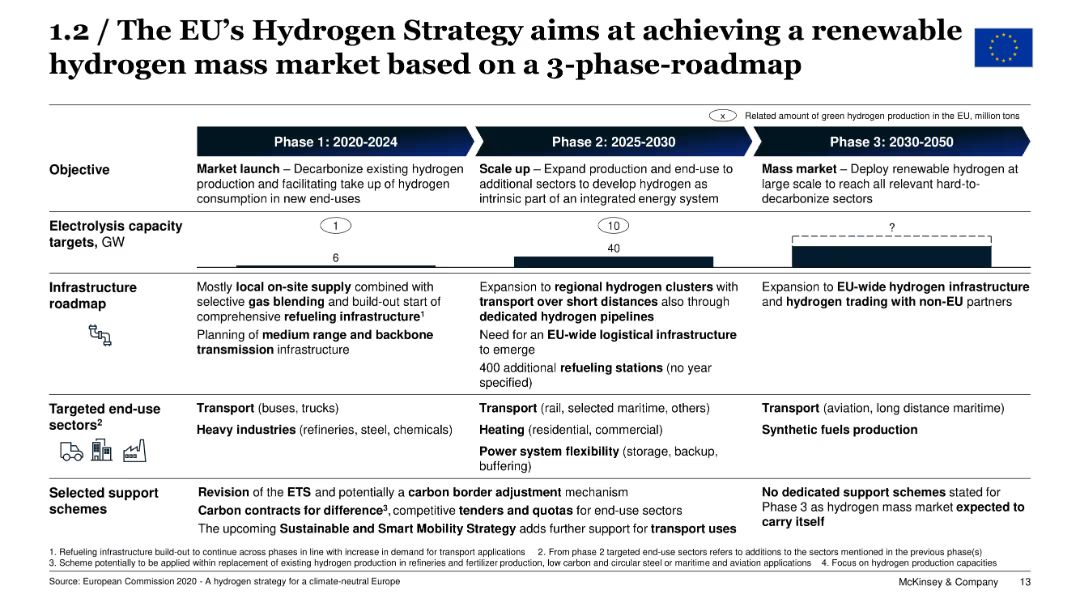 1.2 / The EU's Hydrogen Strategy aims at achieving a renewable
hydrogen mass market based on a 3-phase-roadmap
x Related amount of green hydrogen production in the EU, million tons
Phase 1: 2020-2024
Phase 2: 2025-2030
Phase 3: 2030-2050
Objective
Market launch – Decarbonize existing hydrogen
production and facilitating take up of hydrogen
consumption in new end-uses
Scale up – Expand production and end-use to
additional sectors to develop hydrogen as
intrinsic part of an integrated energy system
Mass market – Deploy renewable hydrogen at
large scale to reach all relevant hard-to-
decarbonize sectors
Electrolysis capacity
targets, GW
1
6
10
40
?
Infrastructure
roadmap
Mostly local on-site supply combined with
selective gas blending and build-out start of
comprehensive refueling infrastructure¹
Planning of medium range and backbone
transmission infrastructure
Expansion to regional hydrogen clusters with
transport over short distances also through
dedicated hydrogen pipelines
Need for an EU-wide logistical infrastructure
to emerge
400 additional refueling stations (no year
specified)
Expansion to EU-wide hydrogen infrastructure
and hydrogen trading with non-EU partners
Targeted end-use
sectors²
Transport (buses, trucks)
Heavy industries (refineries, steel, chemicals)
Transport (rail, selected maritime, others)
Heating (residential, commercial)
Power system flexibility (storage, backup,
buffering)
Transport (aviation, long distance maritime)
Synthetic fuels production
Selected support
schemes
Revision of the ETS and potentially a carbon border adjustment mechanism
Carbon contracts for difference³, competitive tenders and quotas for end-use sectors
The upcoming Sustainable and Smart Mobility Strategy adds further support for transport uses
No dedicated support schemes stated for
Phase 3 as hydrogen mass market expected to
carry itself
1. Refueling infrastructure build-out to continue across phases in line with increase in demand for transport applications 2. From phase 2 targeted end-use sectors refers to additions to the sectors mentioned in the previous phase(s)
3. Scheme potentially to be applied within replacement of existing hydrogen production in refineries and fertilizer production, low carbon and circular steel or maritime and aviation applications 4. Focus on hydrogen production capacities
Source: European Commission 2020 - A hydrogen strategy for a climate-neutral Europe
McKinsey & Company 13